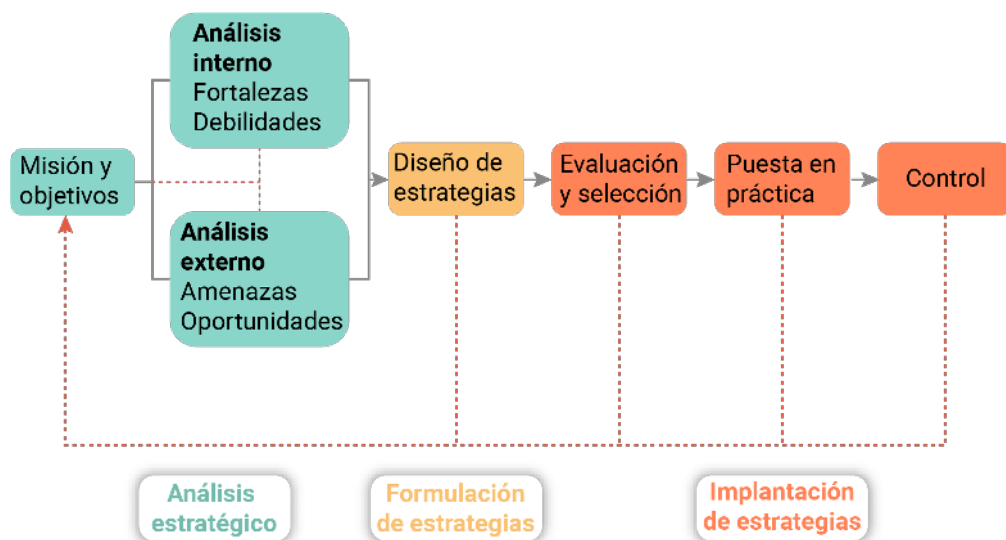 Misión y
objetivos
Análisis
interno
Fortalezas
Debilidades
Análisis
externo
Amenazas
Oportunidades
Diseño de
estrategias
Evaluación
y selección
Puesta en
práctica
Control
Análisis
estratégico
Formulación
de estrategias
Implantación
de estrategias